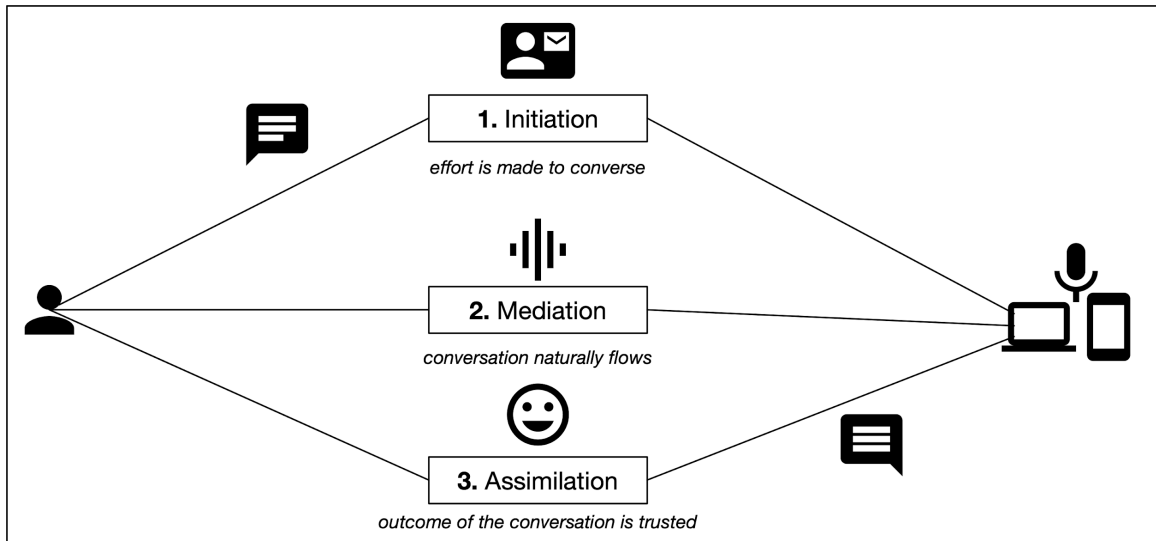 1. Initiation
effort is made to converse
2. Mediation
conversation naturally flows
3. Assimilation
outcome of the conversation is trusted